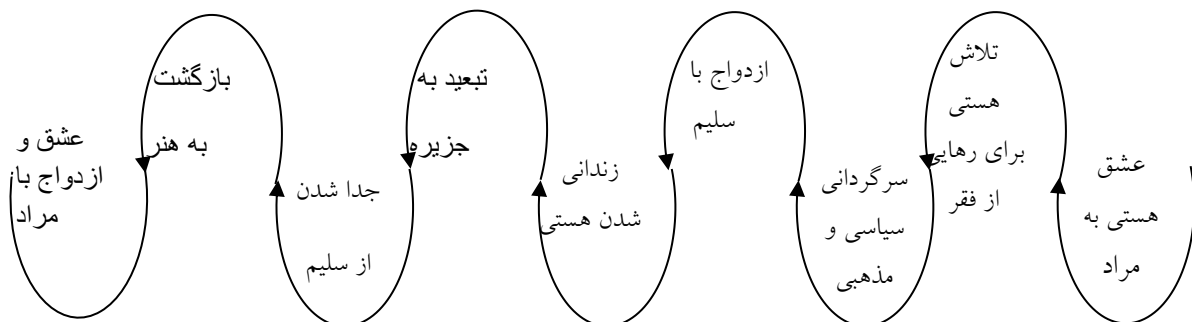 عشق
هستی به
مراد
تلاش
هستی
برای رهایی
از فقر
سرگردانی
سیاسی و
مذهبی
ازدواج با
سلیم
زندانی
شدن هستی
تبعید به
جزیره
جدا شدن
از سلیم
بازگشت
به هنر
عشق و
ازدواج با
مراد